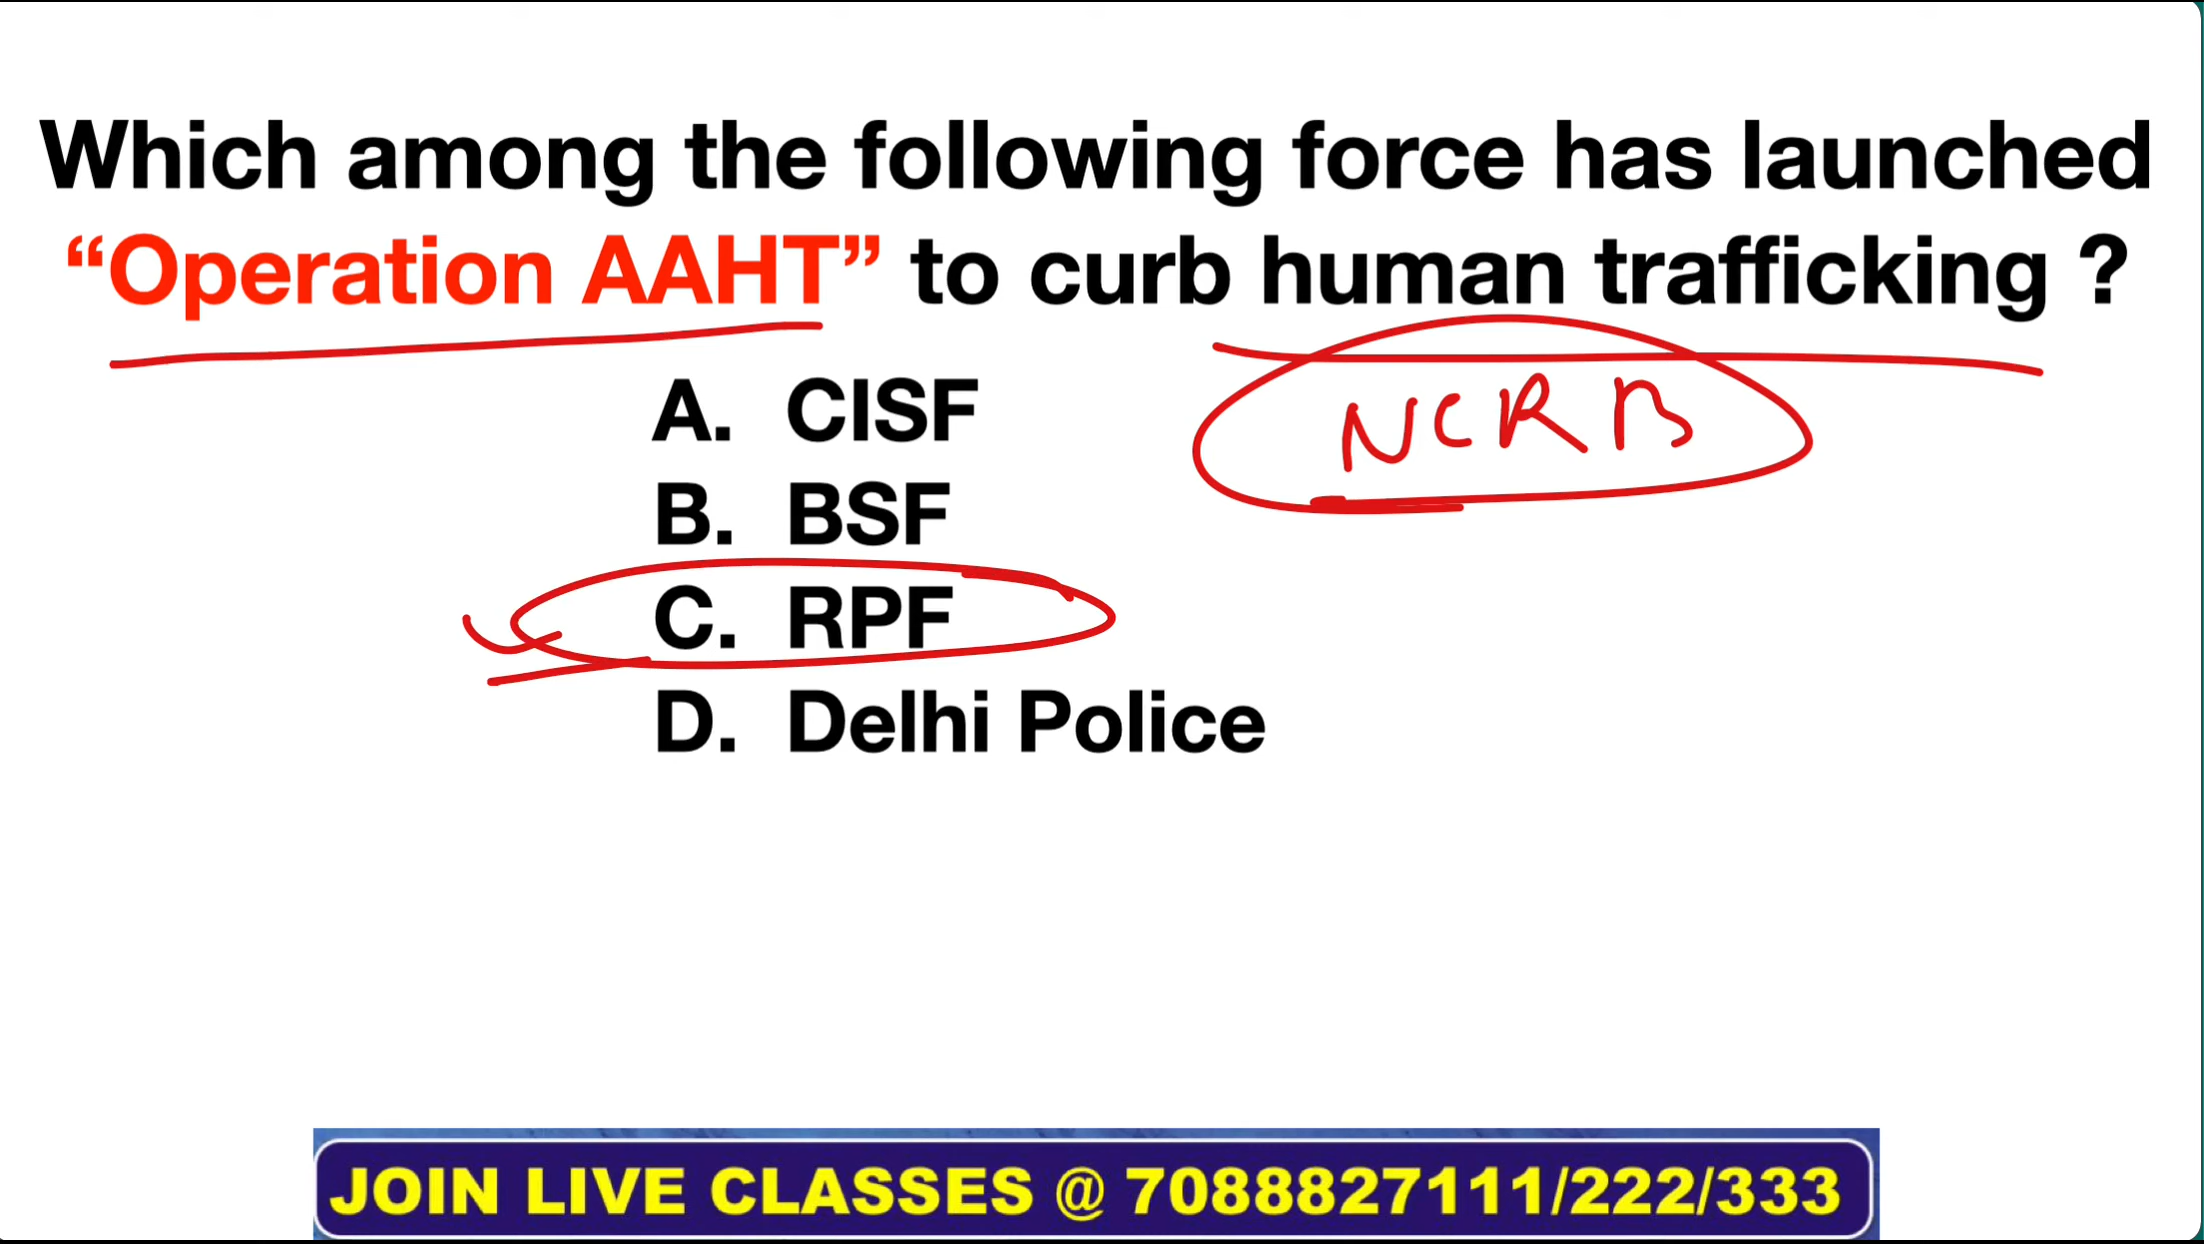 Which among the following force has launched
“Operation AAHT” to curb human trafficking ?
A. CISF
NCRB
B. BSF
C. RPF
D. Delhi Police
JOIN LIVE CLASSES @ 7088827111/222/333